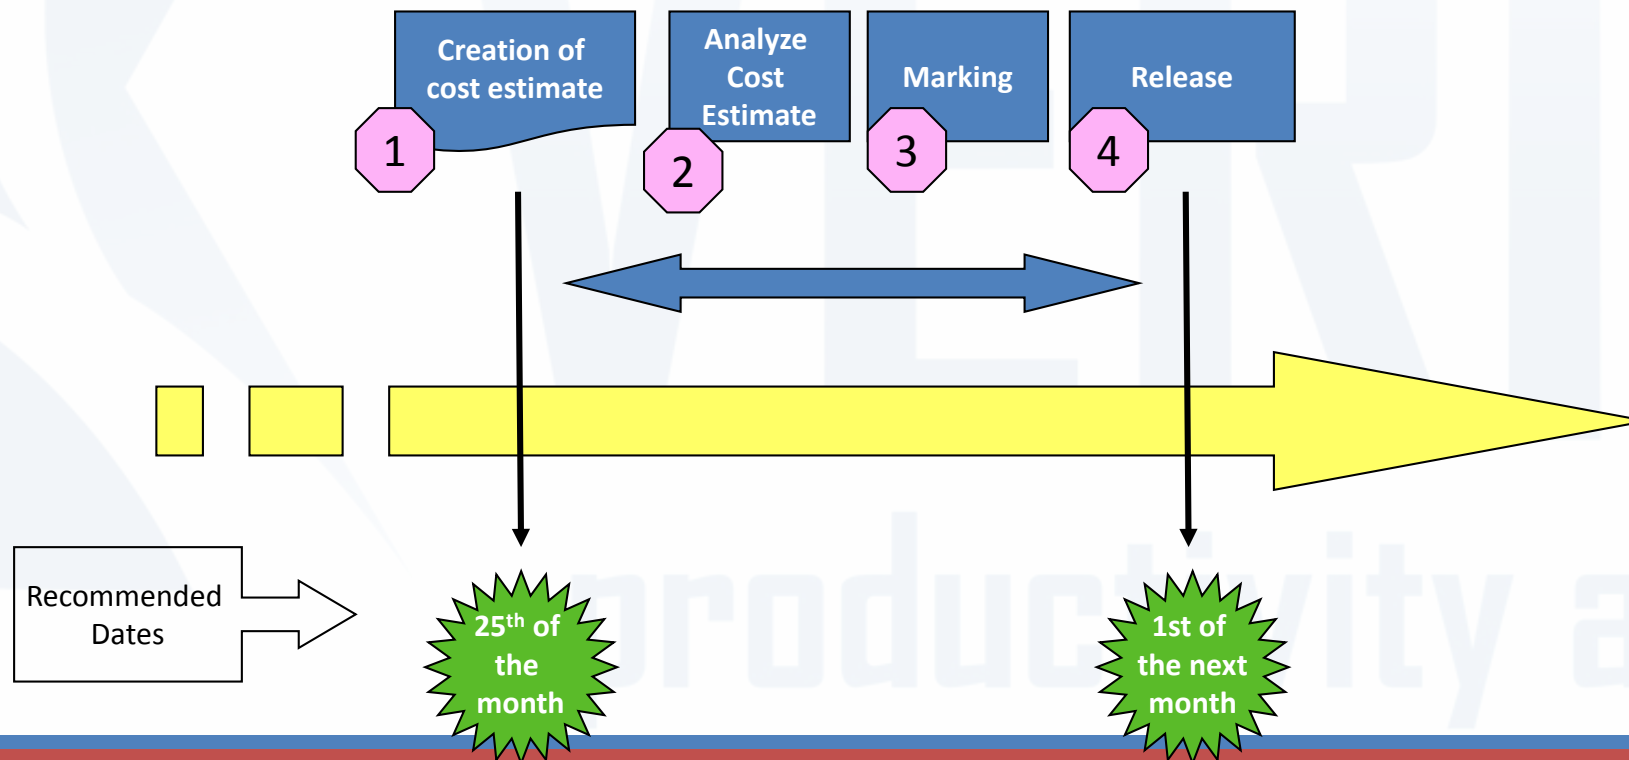 Creation of
cost estimate
1
Analyze
Cost
Estimate
2
Marking
3
Release
4
Recommended
Dates
25th of
the
month
1st of
the next
month
productivity a